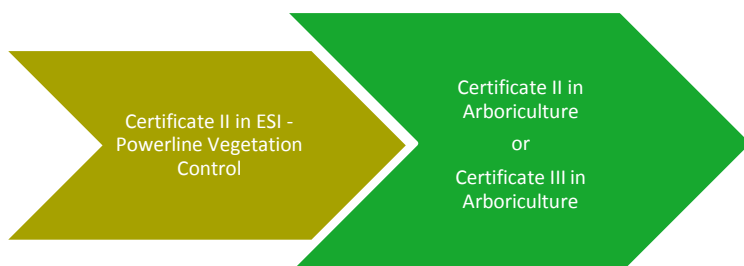 Certificate II in ESI -
Powerline Vegetation
Control
Certificate II in
Arboriculture
or
Certificate III in
Arboriculture